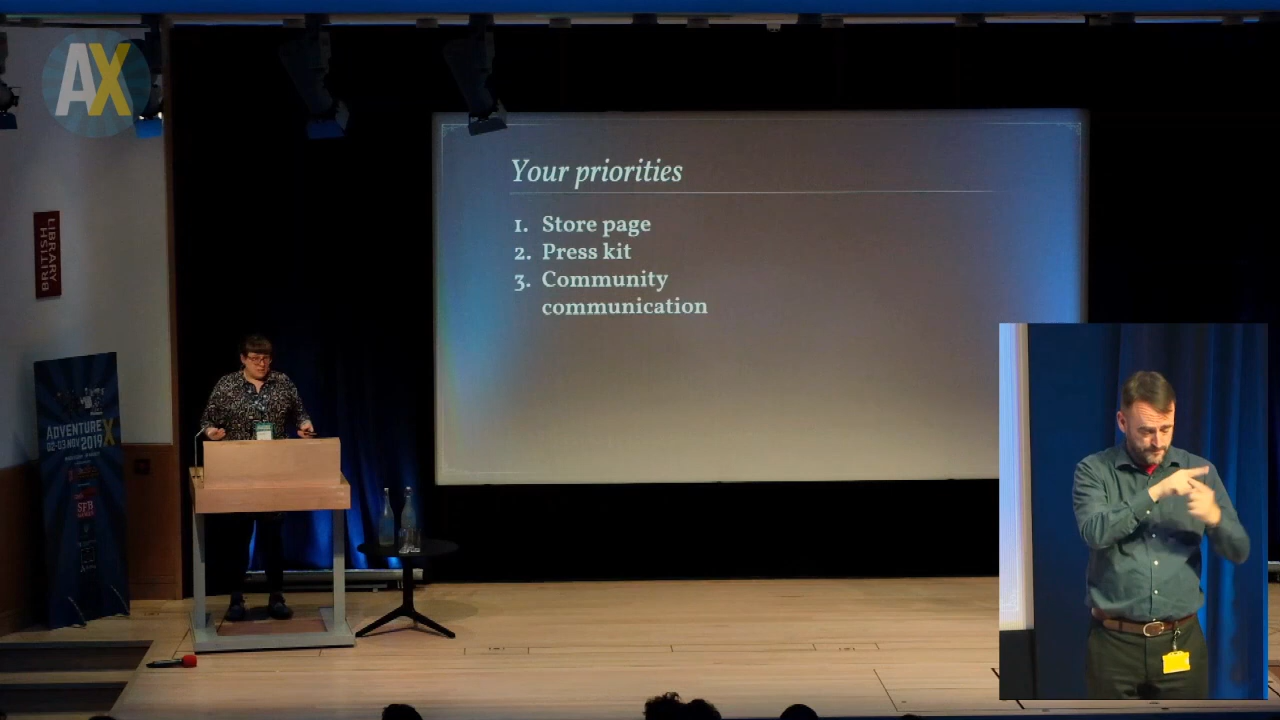 AX
Your priorities
1. Store page
2. Press kit
3. Community
communication
LIBRARY
BRITISH
ADVENTURE X
02-03 NOV 2019
SFB